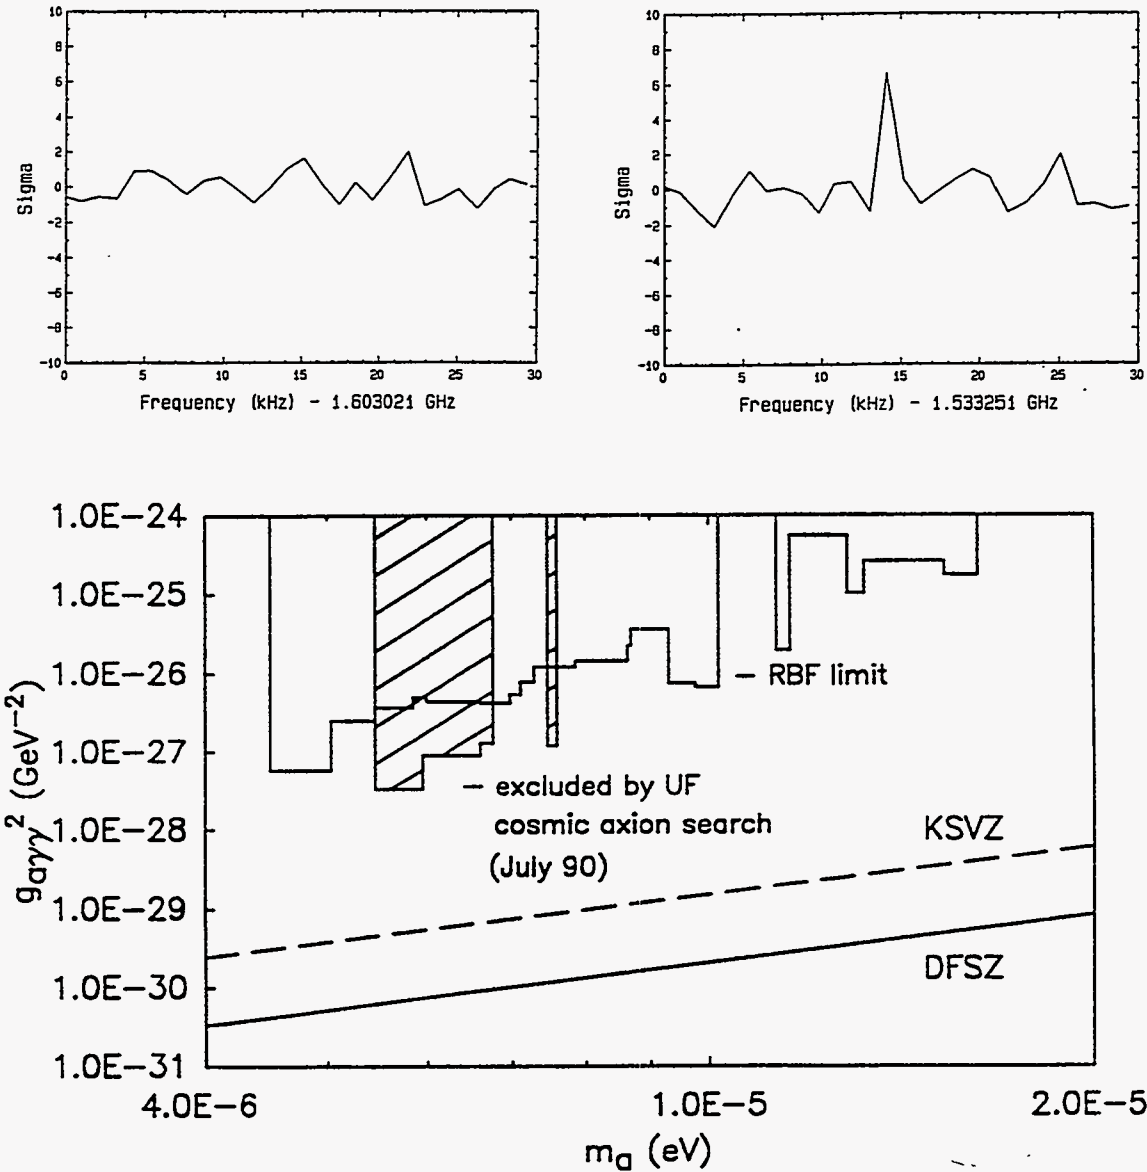 10
8
6
4
2
0
-2
-4
-6
-8
-10
Sigma
0 5 10 15 20 25 30
Frequency (kHz) - 1.603021 GHz
10
8
6
4
2
0
-2
-4
-6
-8
-10
Sigma
0 5 10 15 20 25 30
Frequency (kHz) - 1.533251 GHz
1.0E-24
1.0E-25
1.0E-26
1.0E-27
1.0E-28
1.0E-29
1.0E-30
1.0E-31
gαγγ² (GeV⁻²)
— RBF limit
— excluded by UF
cosmic axion search
(July 90)
KSVZ
DFSZ
4.0E-6 1.0E-5 2.0E-5
mₐ (eV)